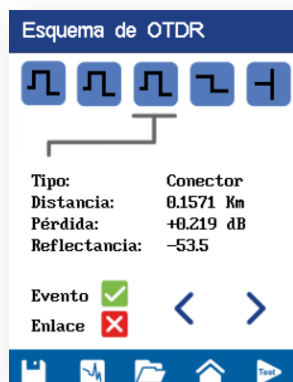 Esquema de OTDR
Tipo: Conector
Distancia: 0.1571 Km
Pérdida: +0.219 dB
Reflectancia: -53.5
Evento
Enlace
Test